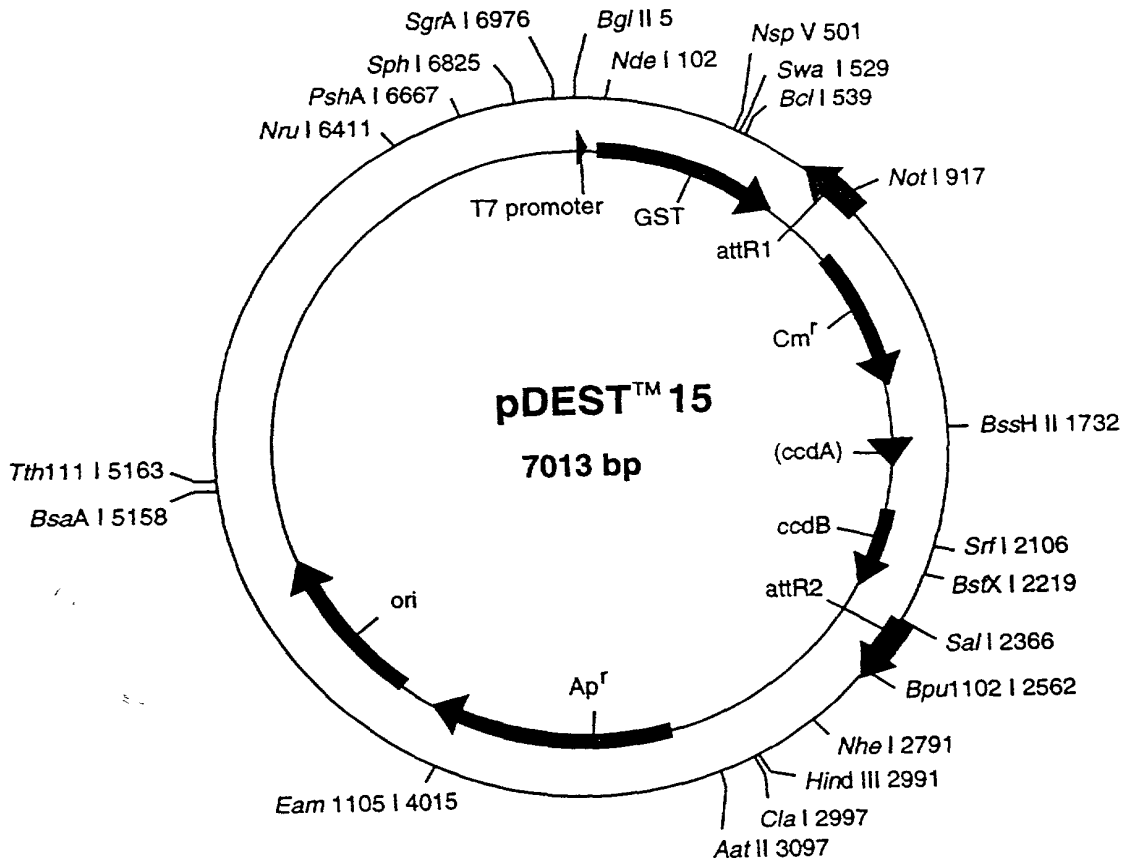 SgrA I 6976
Bgl II 5
Nsp V 501
Sph I 6825
Nde I 102
Swa I 529
PshA I 6667
Bcl I 539
Nru I 6411
Not I 917
T7 promoter
GST
attR1
Cmʳ
pDEST™ 15
BssH II 1732
(ccdA)
7013 bp
Tth111 I 5163
BsaA I 5158
ccdB
Srf I 2106
BstX I 2219
attR2
ori
Sal I 2366
Bpu1102 I 2562
Apʳ
Nhe I 2791
Hind III 2991
Eam 1105 I 4015
Cla I 2997
Aat II 3097